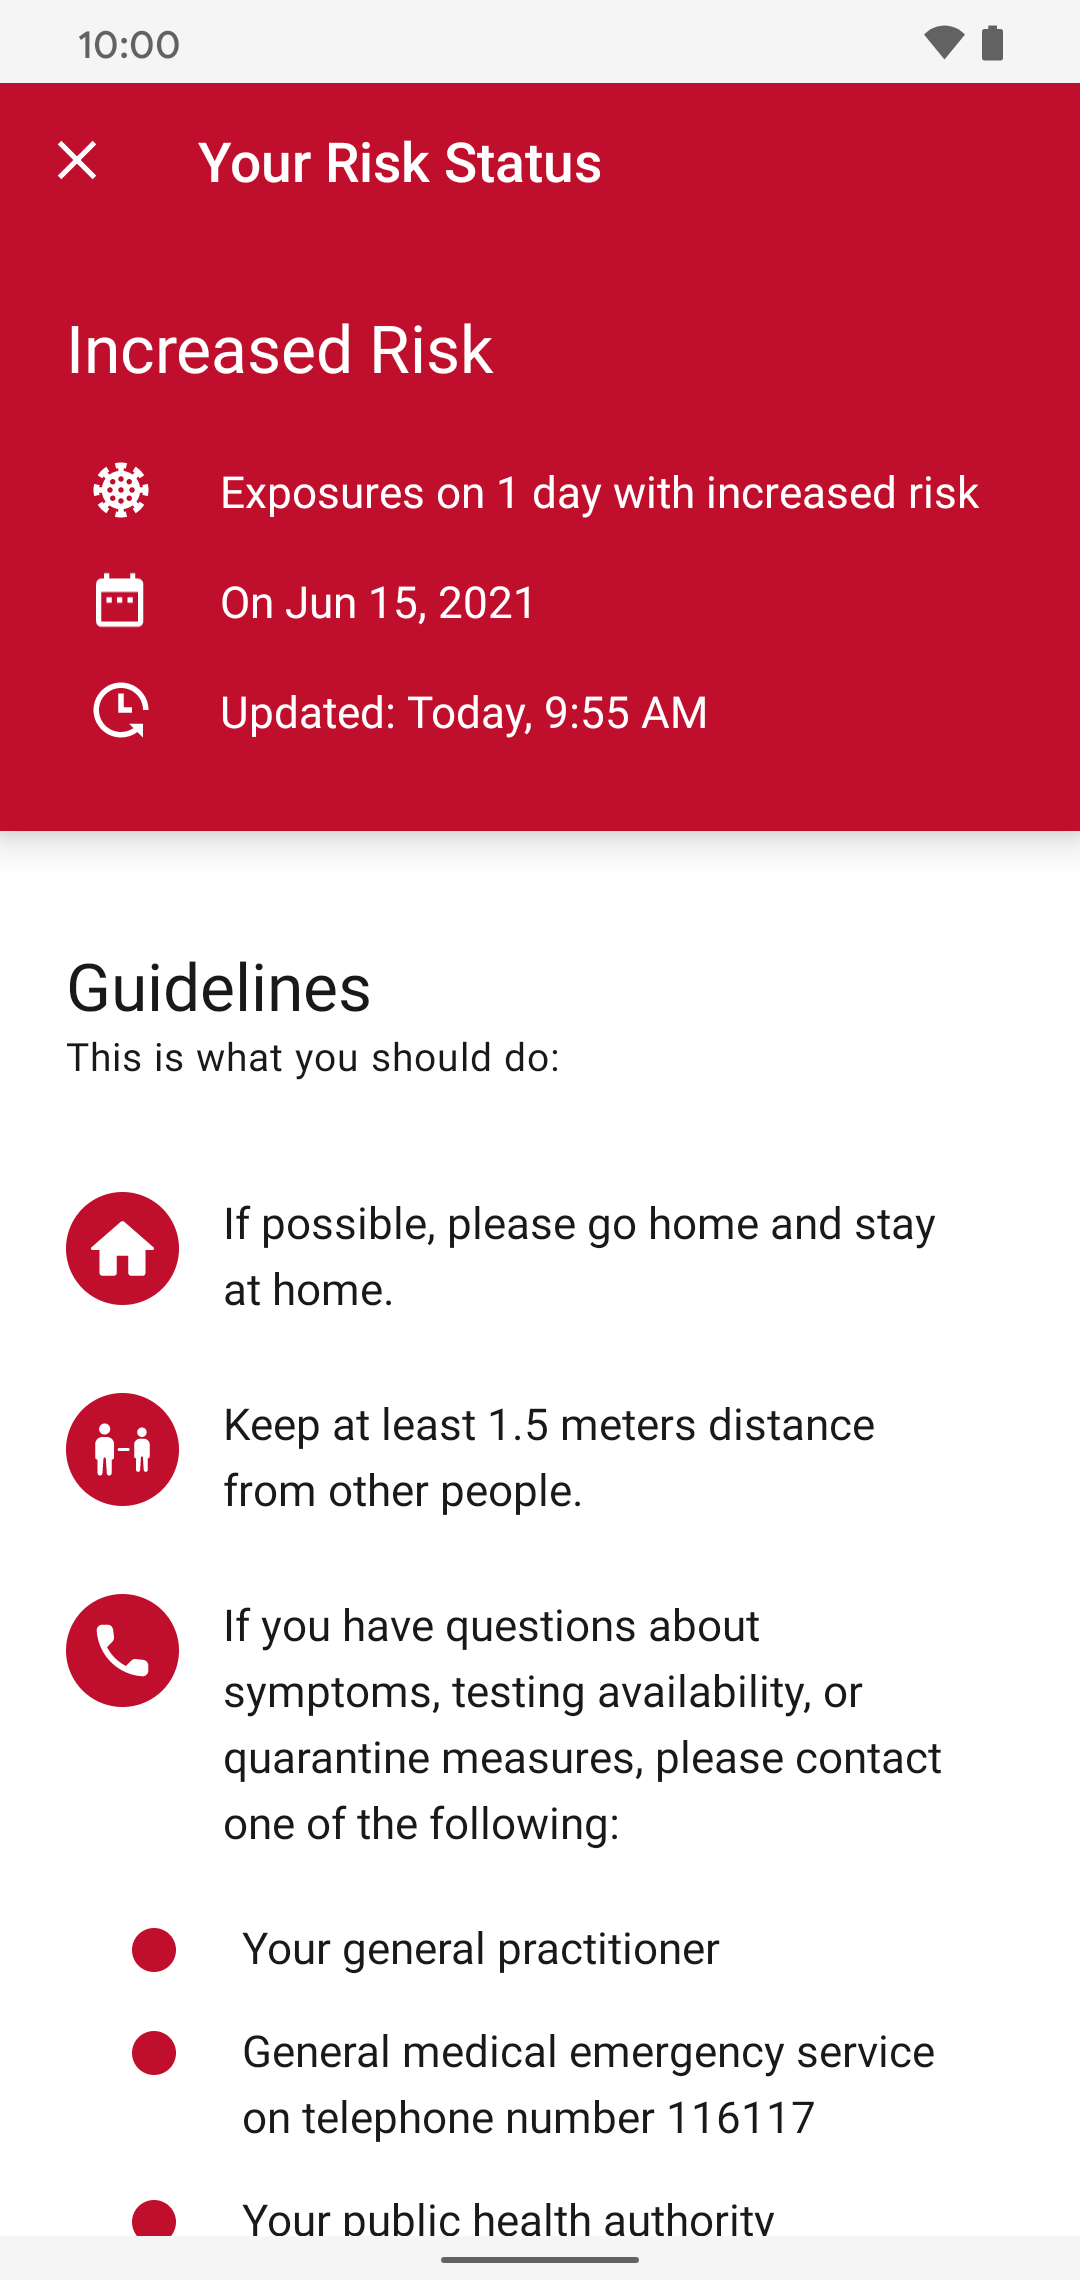 10:00
Your Risk Status
Increased Risk
Exposures on 1 day with increased risk
On Jun 15, 2021
Updated: Today, 9:55 AM
Guidelines
This is what you should do:
If possible, please go home and stay
at home.
Keep at least 1.5 meters distance
from other people.
If you have questions about
symptoms, testing availability, or
quarantine measures, please contact
one of the following:
Your general practitioner
General medical emergency service
on telephone number 116117
Your public health authority